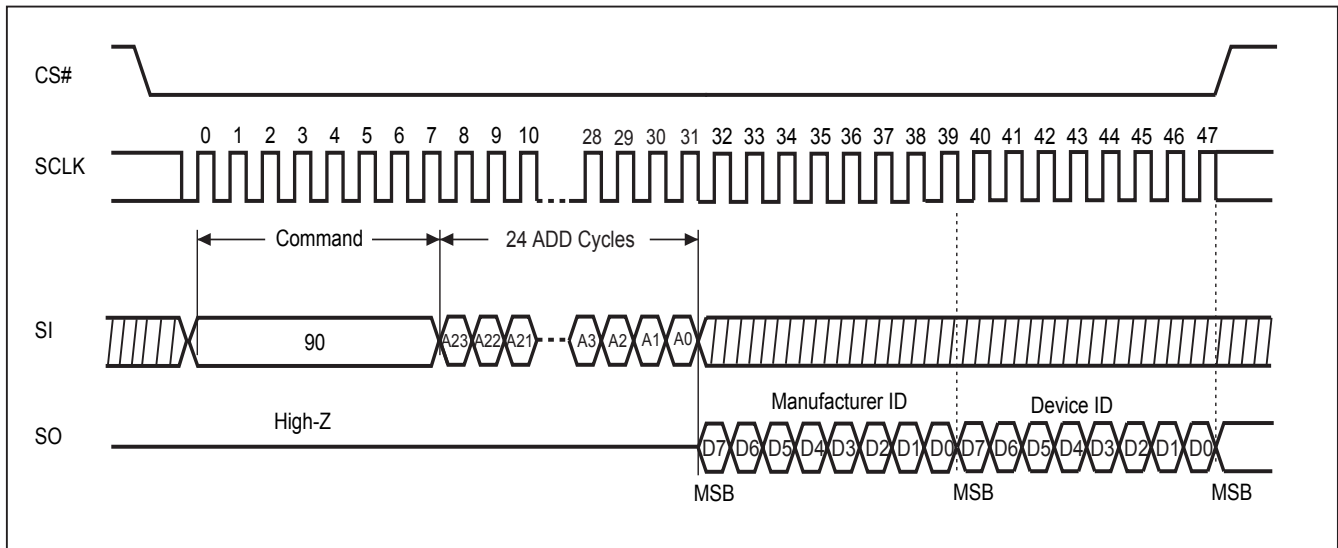 CS#
0 1 2 3 4 5 6 7 8 9 10 28 29 30 31 32 33 34 35 36 37 38 39 40 41 42 43 44 45 46 47
SCLK
Command 24 ADD Cycles
SI 90 A23 A22 A21 A3 A2 A1 A0
Manufacturer ID Device ID
High-Z
SO D7 D6 D5 D4 D3 D2 D1 D0 D7 D6 D5 D4 D3 D2 D1 D0
MSB MSB MSB